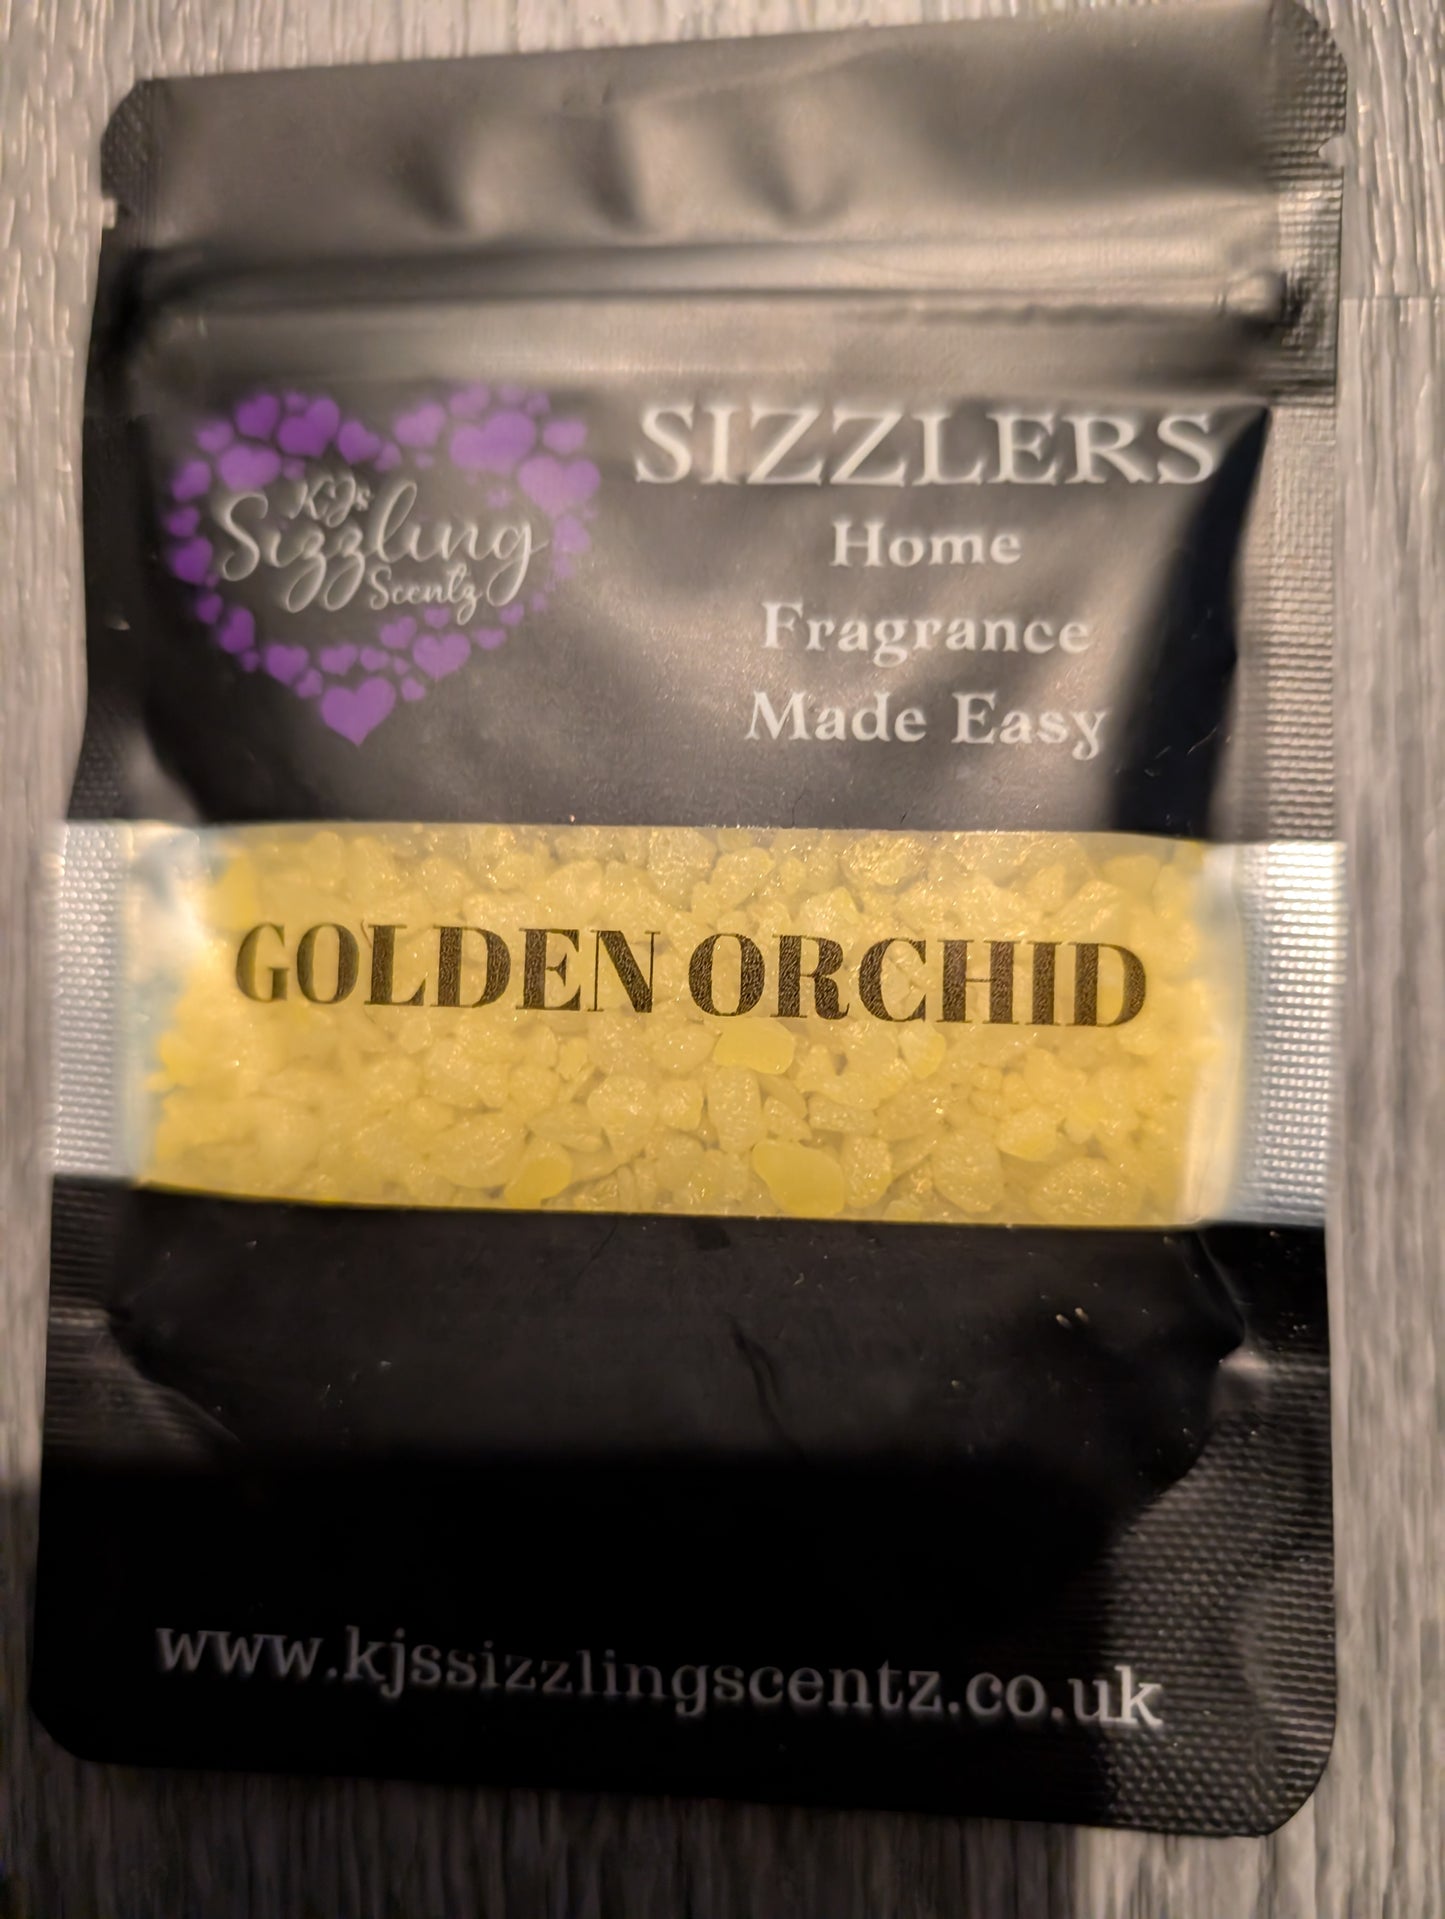 KJs
Sizzling
Scentz
SIZZLERS
Home
Fragrance
Made Easy
GOLDEN ORCHID
www.kjssizzlingscentz.co.uk